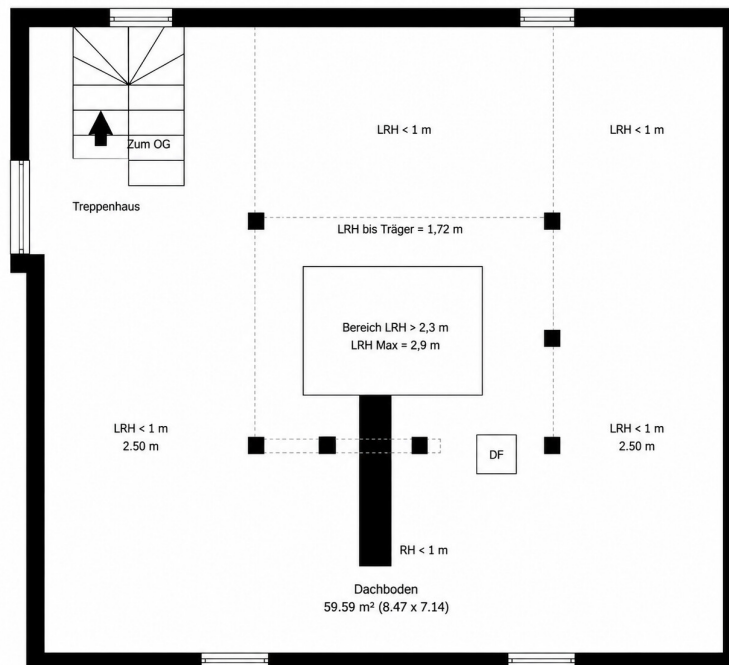 LRH < 1 m
LRH < 1 m
Zum OG
Treppenhaus
LRH bis Träger = 1,72 m
Bereich LRH > 2,3 m
LRH Max = 2,9 m
LRH < 1 m
2.50 m
LRH < 1 m
2.50 m
DF
RH < 1 m
Dachboden
59.59 m² (8.47 x 7.14)